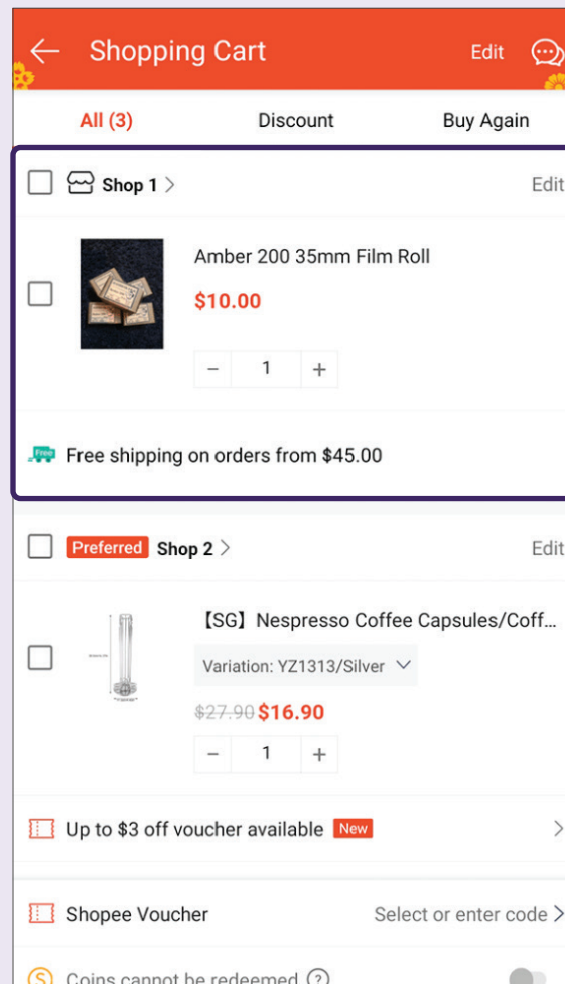 Shopping Cart Edit
All (3) Discount Buy Again
Shop 1 > Edit
Amber 200 35mm Film Roll
$10.00
− 1 +
Free Free shipping on orders from $45.00
Preferred Shop 2 > Edit
【SG】Nespresso Coffee Capsules/Coff...
Variation: YZ1313/Silver
$27.90 $16.90
− 1 +
Up to $3 off voucher available New >
Shopee Voucher Select or enter code >
S Coins cannot be redeemed ?